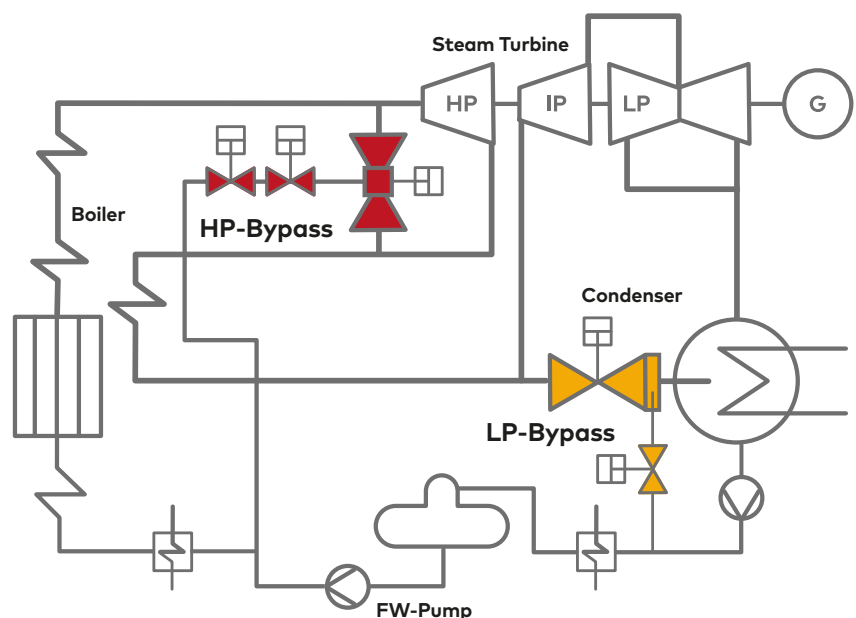 Steam Turbine
HP
IP
LP
G
Boiler
HP-Bypass
Condenser
LP-Bypass
FW-Pump